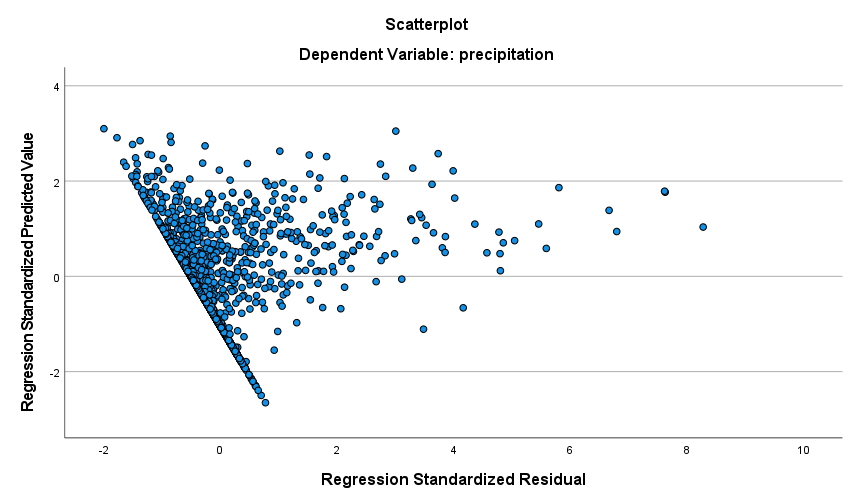 Scatterplot
Dependent Variable: precipitation
Regression Standardized Predicted Value
4
2
0
-2
-2
0
2
4
6
8
10
Regression Standardized Residual